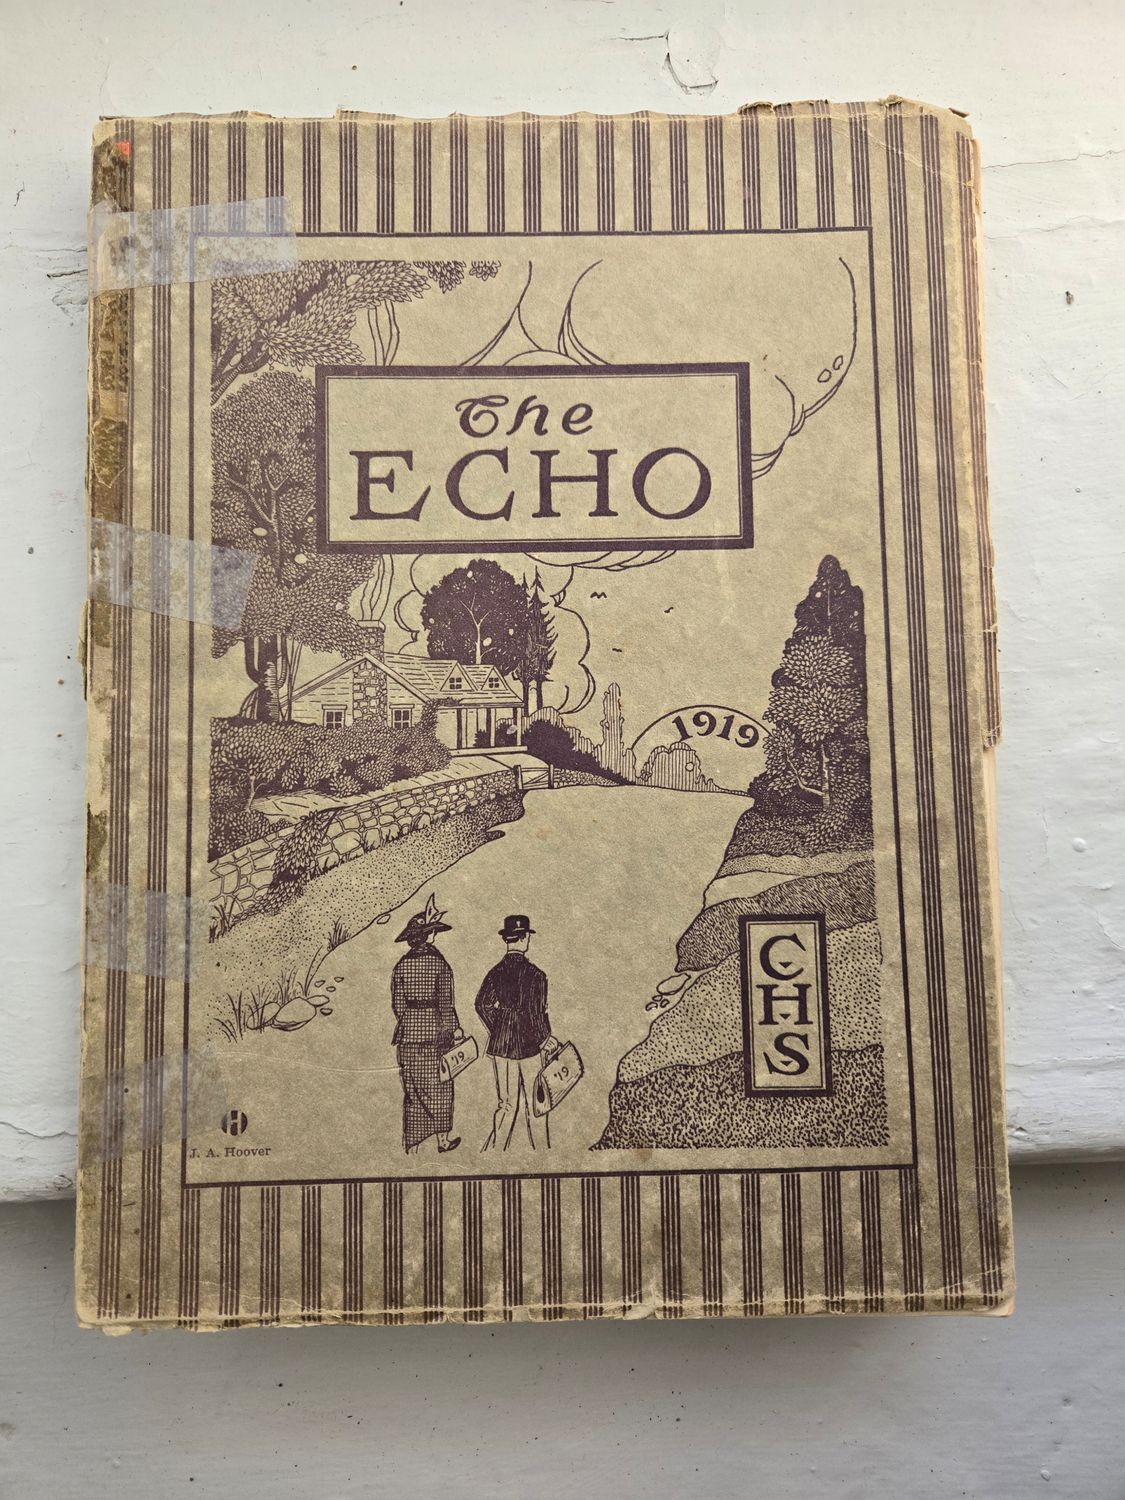 The
ECHO
1919
CHS
'19
'19
H
J. A. Hoover